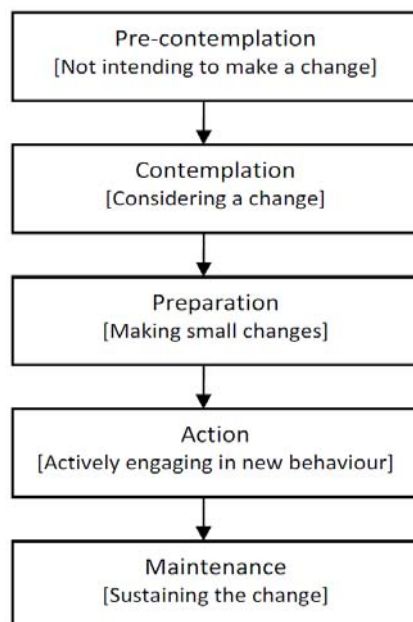 Pre-contemplation
[Not intending to make a change]
Contemplation
[Considering a change]
Preparation
[Making small changes]
Action
[Actively engaging in new behaviour]
Maintenance
[Sustaining the change]